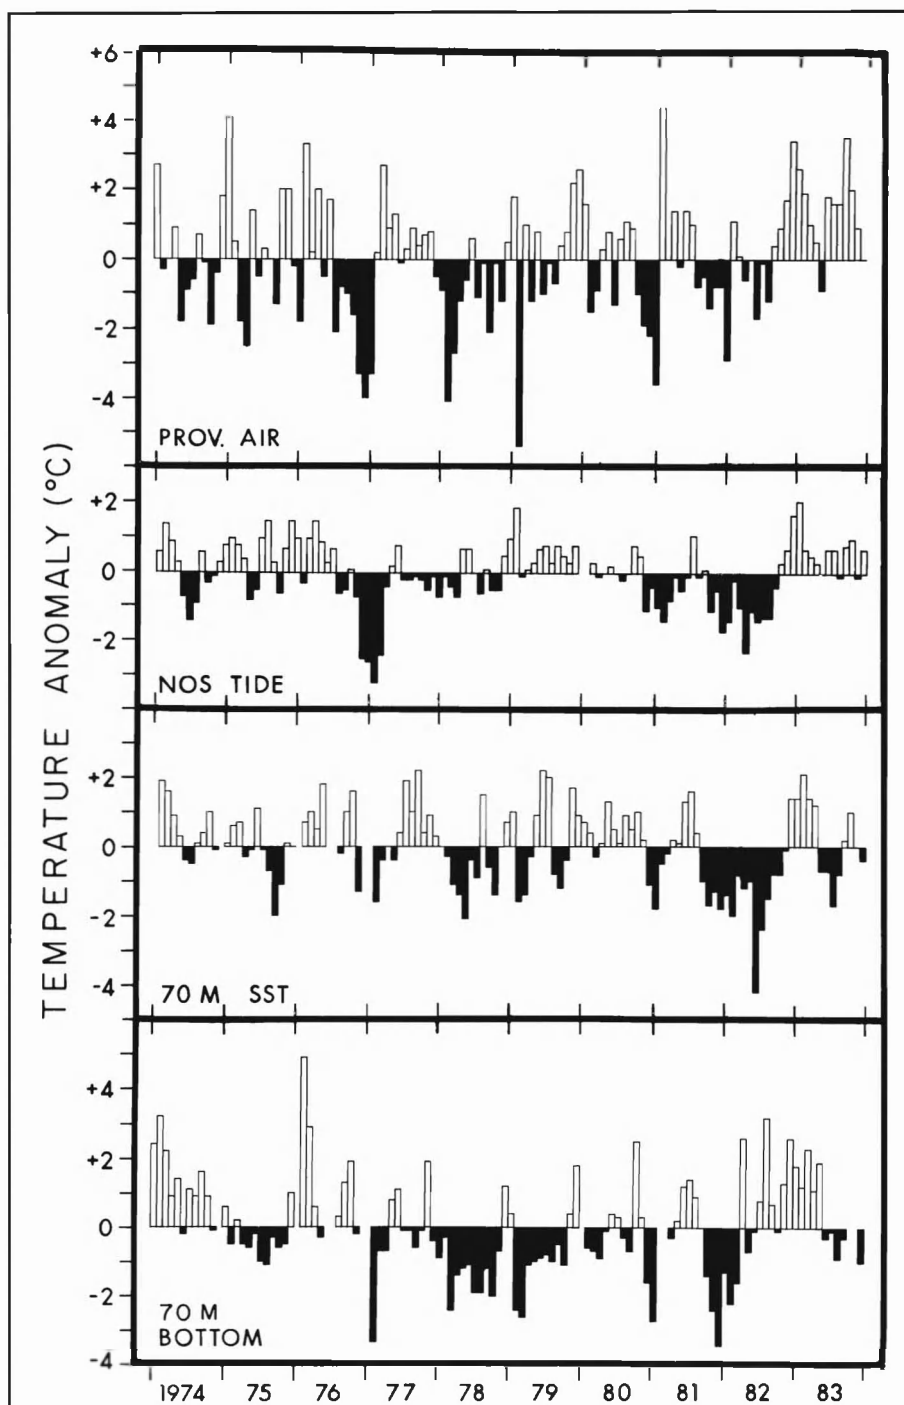 TEMPERATURE ANOMALY (°C)
+6
+4
+2
0
-2
-4
PROV. AIR
+2
0
-2
NOS TIDE
+2
0
-2
-4
70 M SST
+4
+2
0
-2
-4
70 M
BOTTOM
1974 75 76 77 78 79 80 81 82 83